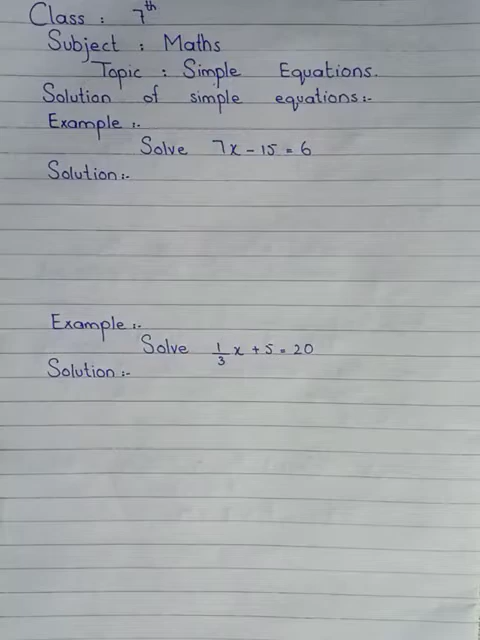 Class : 7th
Subject : Maths
Topic : Simple Equations.
Solution of simple equations:-
Example :-
Solve 7x - 15 = 6
Solution :-
Example :-
Solve 1/3 x + 5 = 20
Solution :-